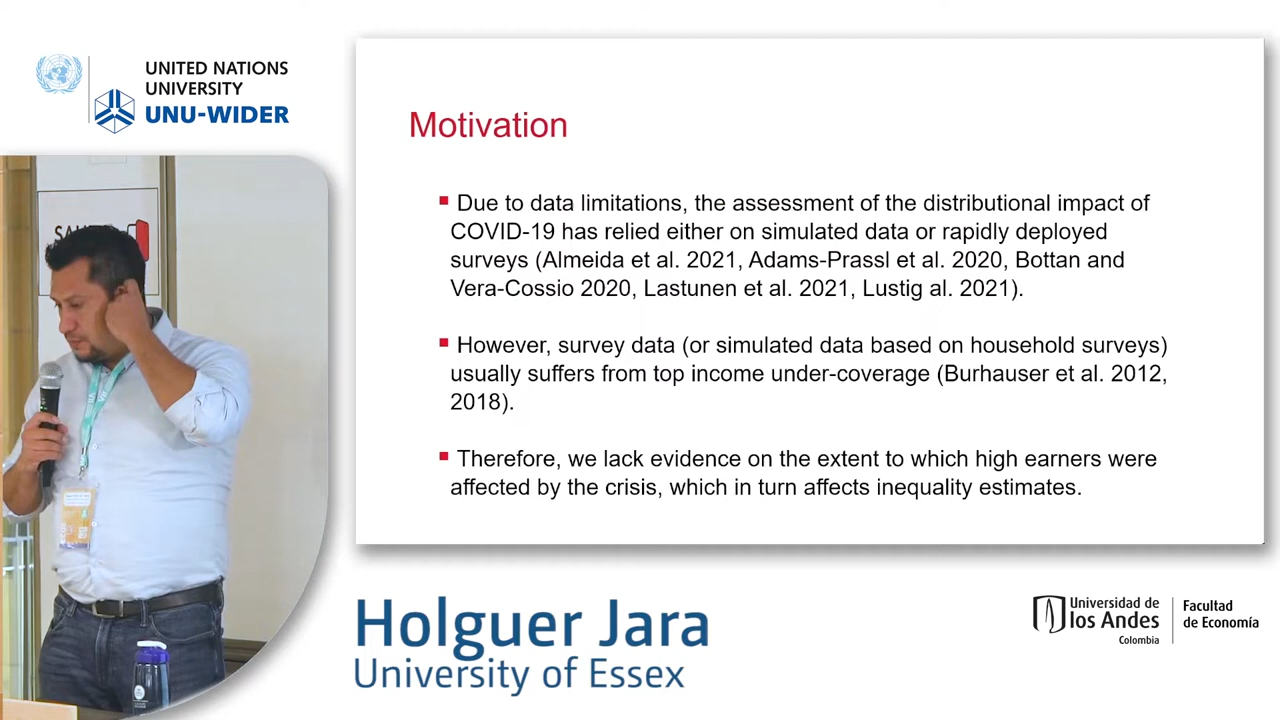 UNITED NATIONS
UNIVERSITY
UNU-WIDER
Motivation
Due to data limitations, the assessment of the distributional impact of
COVID-19 has relied either on simulated data or rapidly deployed
surveys (Almeida et al. 2021, Adams-Prassl et al. 2020, Bottan and
Vera-Cossio 2020, Lastunen et al. 2021, Lustig al. 2021).
However, survey data (or simulated data based on household surveys)
usually suffers from top income under-coverage (Burhauser et al. 2012,
2018).
Therefore, we lack evidence on the extent to which high earners were
affected by the crisis, which in turn affects inequality estimates.
Holguer Jara
University of Essex
Universidad de
los Andes
Colombia
Facultad
de Economía